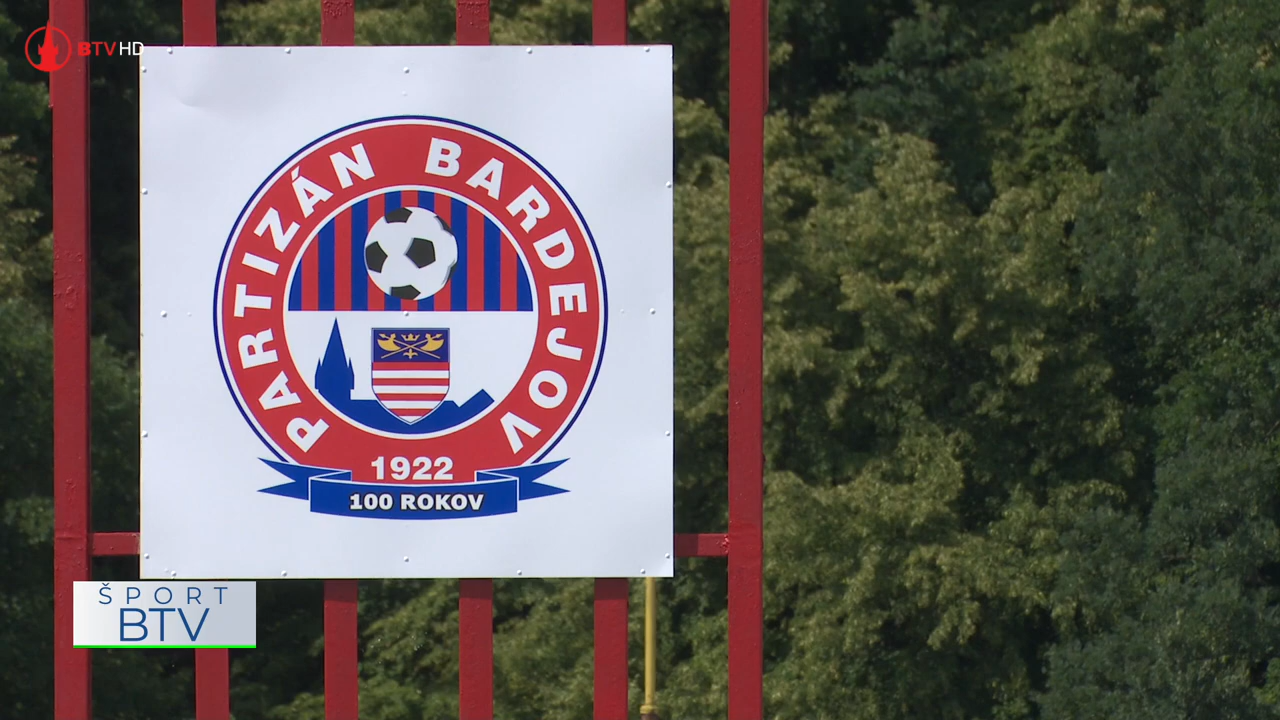 BTV HD
PARTIZÁN BARDEJOV
1922
100 ROKOV
ŠPORT
BTV